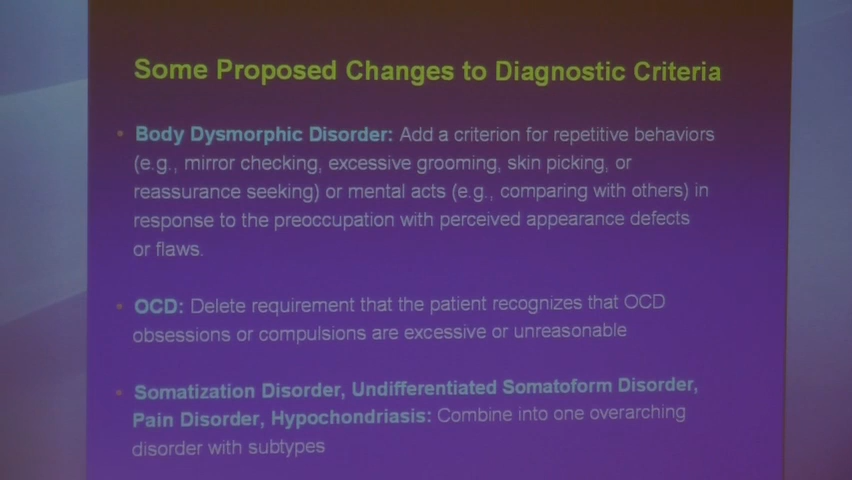 Some Proposed Changes to Diagnostic Criteria
• Body Dysmorphic Disorder: Add a criterion for repetitive behaviors
(e.g., mirror checking, excessive grooming, skin picking, or
reassurance seeking) or mental acts (e.g., comparing with others) in
response to the preoccupation with perceived appearance defects
or flaws.
• OCD: Delete requirement that the patient recognizes that OCD
obsessions or compulsions are excessive or unreasonable
• Somatization Disorder, Undifferentiated Somatoform Disorder,
Pain Disorder, Hypochondriasis: Combine into one overarching
disorder with subtypes